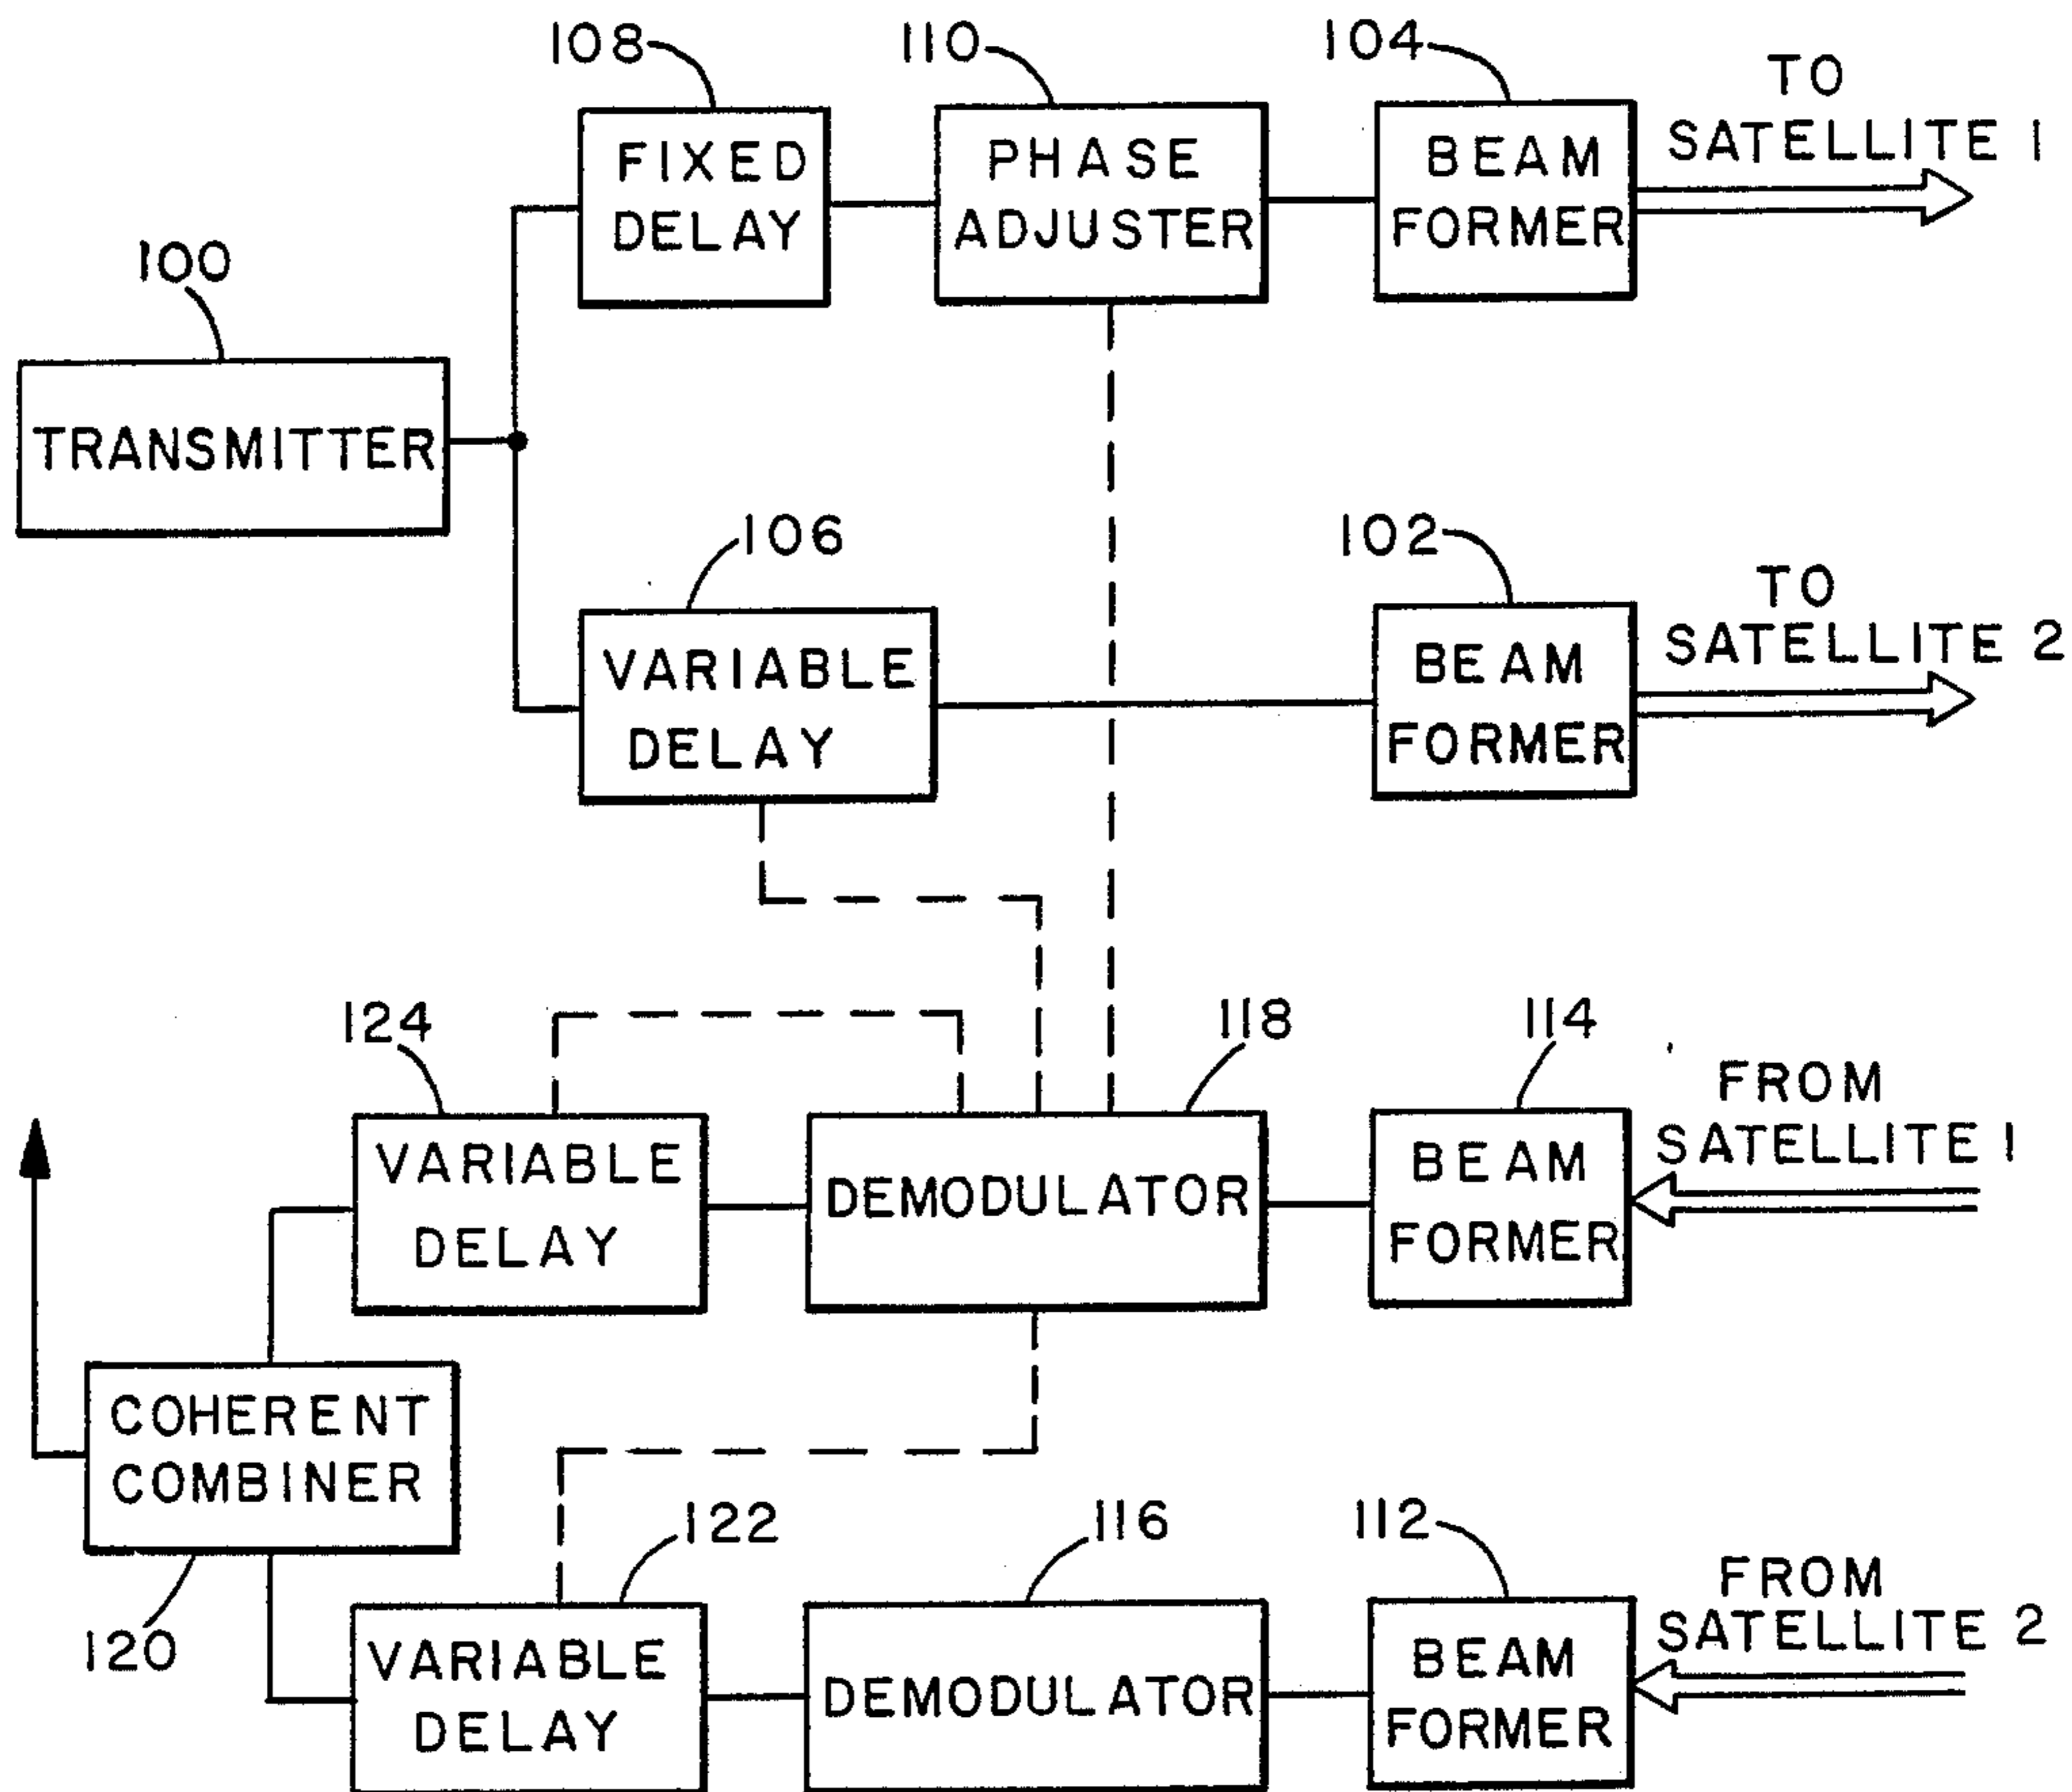 108
110
104
TO
SATELLITE 1
FIXED
DELAY
PHASE
ADJUSTER
BEAM
FORMER
100
TRANSMITTER
106
102
TO
SATELLITE 2
VARIABLE
DELAY
BEAM
FORMER
124
118
114
FROM
SATELLITE 1
VARIABLE
DELAY
DEMODULATOR
BEAM
FORMER
COHERENT
COMBINER
120
122
116
112
FROM
SATELLITE 2
VARIABLE
DELAY
DEMODULATOR
BEAM
FORMER